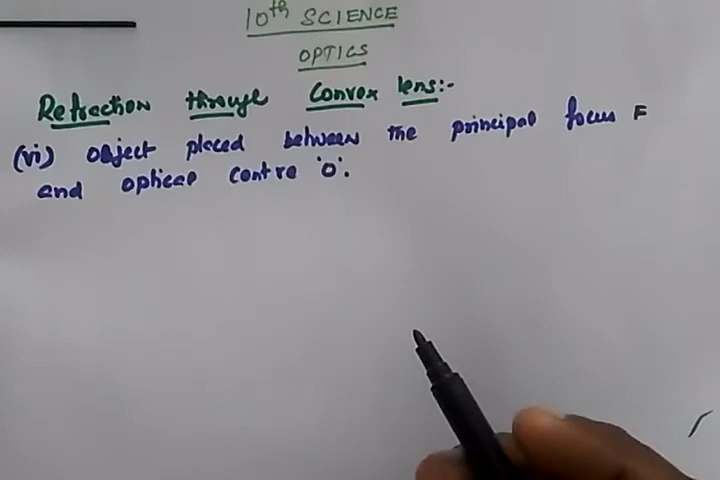 10th SCIENCE
OPTICS
Refraction through Convex lens:-
(vi) object placed between the principal focus F
and optical centre 'O'.